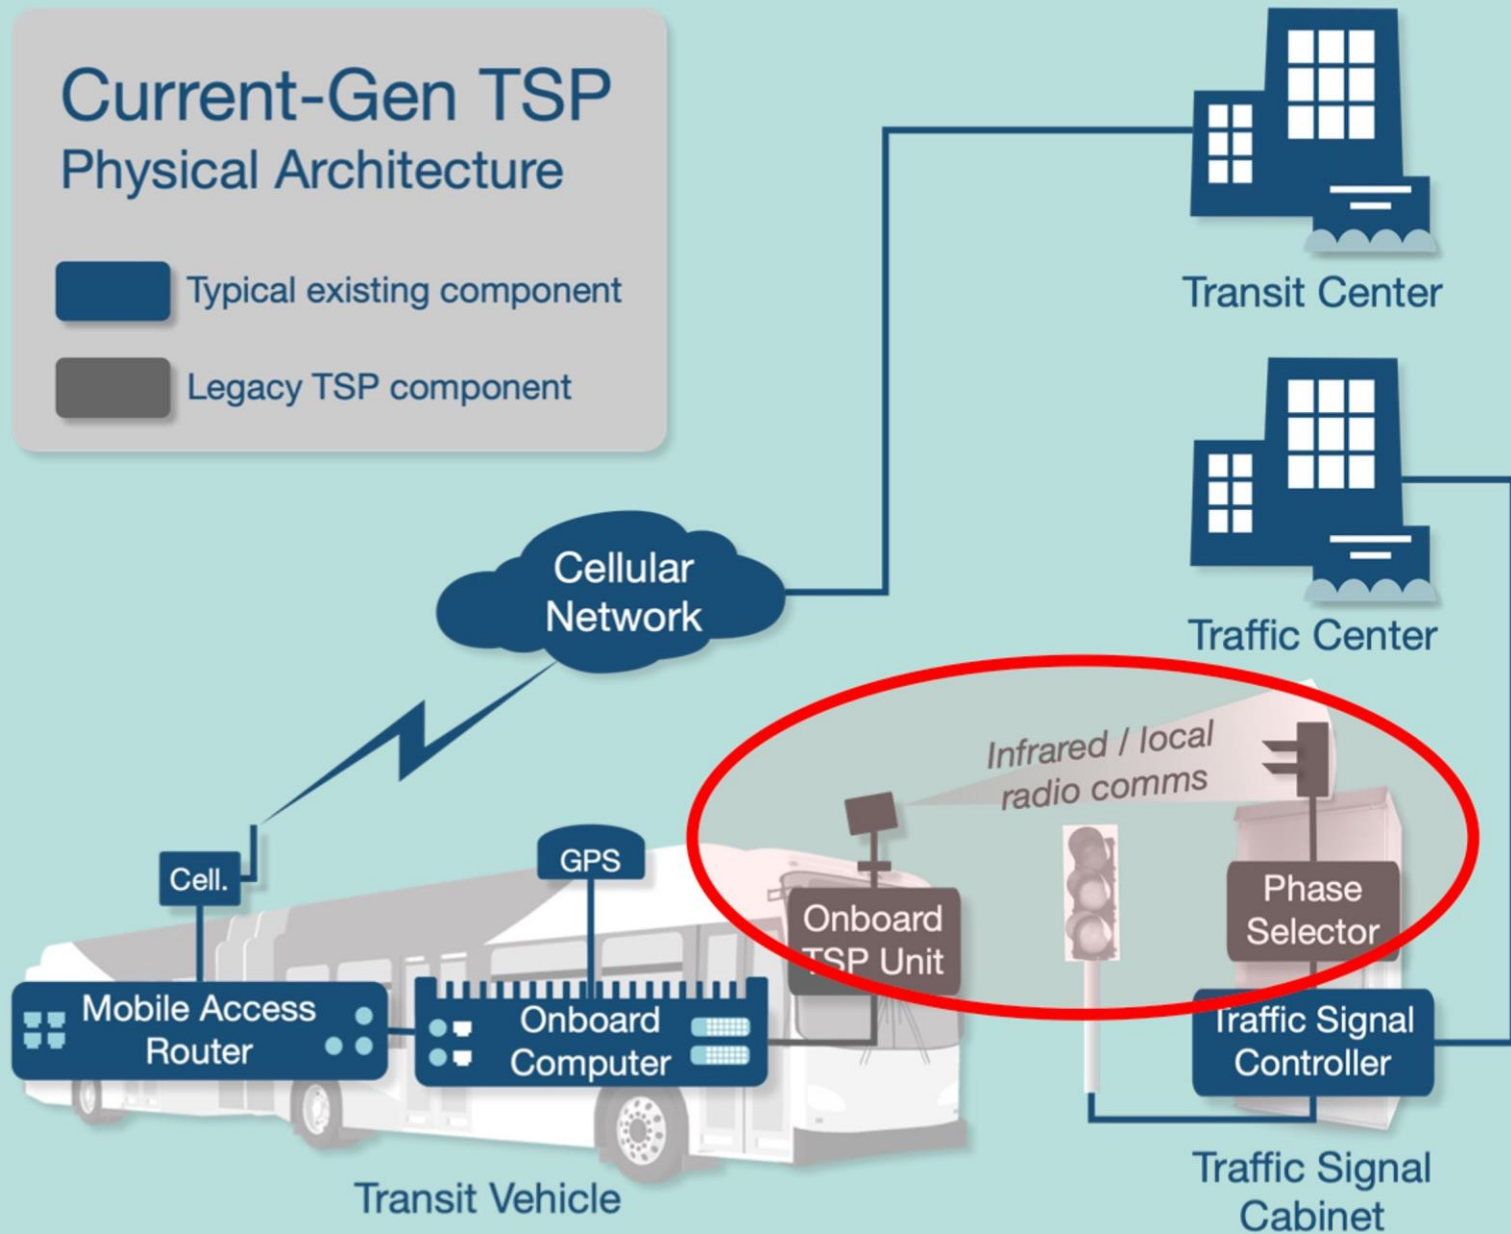 Current-Gen TSP
Physical Architecture
Typical existing component
Legacy TSP component
Transit Center
Traffic Center
Cellular
Network
Infrared / local
radio comms
Cell.
GPS
Onboard
TSP Unit
Phase
Selector
Mobile Access
Router
Onboard
Computer
Traffic Signal
Controller
Transit Vehicle
Traffic Signal
Cabinet